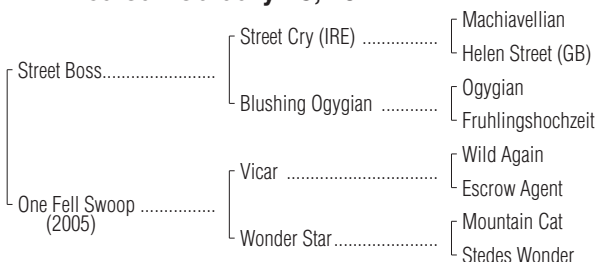 Machiavellian
Street Cry (IRE) ...............
Helen Street (GB)
Street Boss.......................
Ogygian
Blushing Ogygian ............
Fruhlingshochzeit
Wild Again
Vicar ................................
Escrow Agent
One Fell Swoop ...............
(2005)
Mountain Cat
Wonder Star.....................
Stedes Wonder